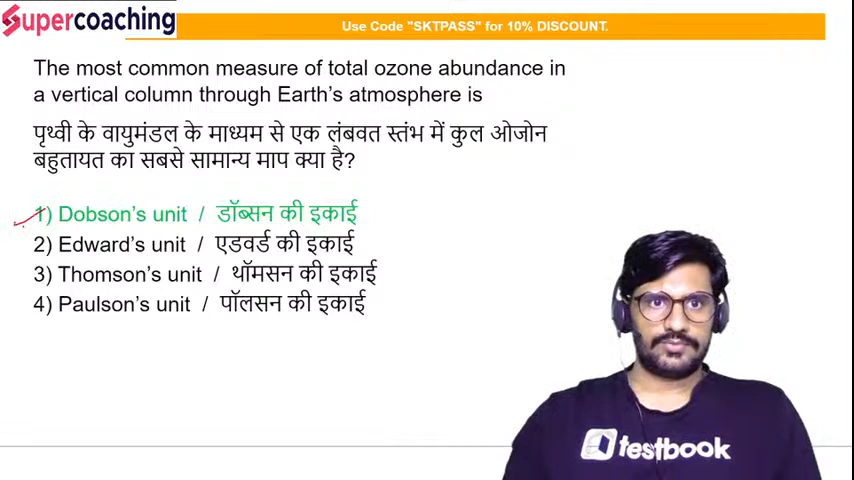 Supercoaching
Use Code "SKTPASS" for 10% DISCOUNT.
The most common measure of total ozone abundance in
a vertical column through Earth's atmosphere is
पृथ्वी के वायुमंडल के माध्यम से एक लंबवत स्तंभ में कुल ओजोन
बहुतायत का सबसे सामान्य माप क्या है?
1) Dobson's unit / डॉब्सन की इकाई
2) Edward's unit / एडवर्ड की इकाई
3) Thomson's unit / थॉमसन की इकाई
4) Paulson's unit / पॉलसन की इकाई
testbook